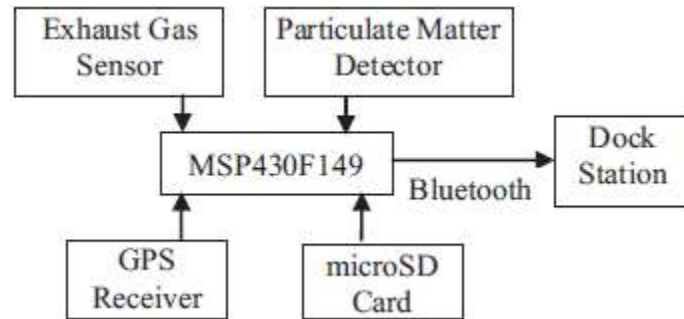 Exhaust Gas
Sensor
Particulate Matter
Detector
MSP430F149
Bluetooth
Dock
Station
GPS
Receiver
microSD
Card